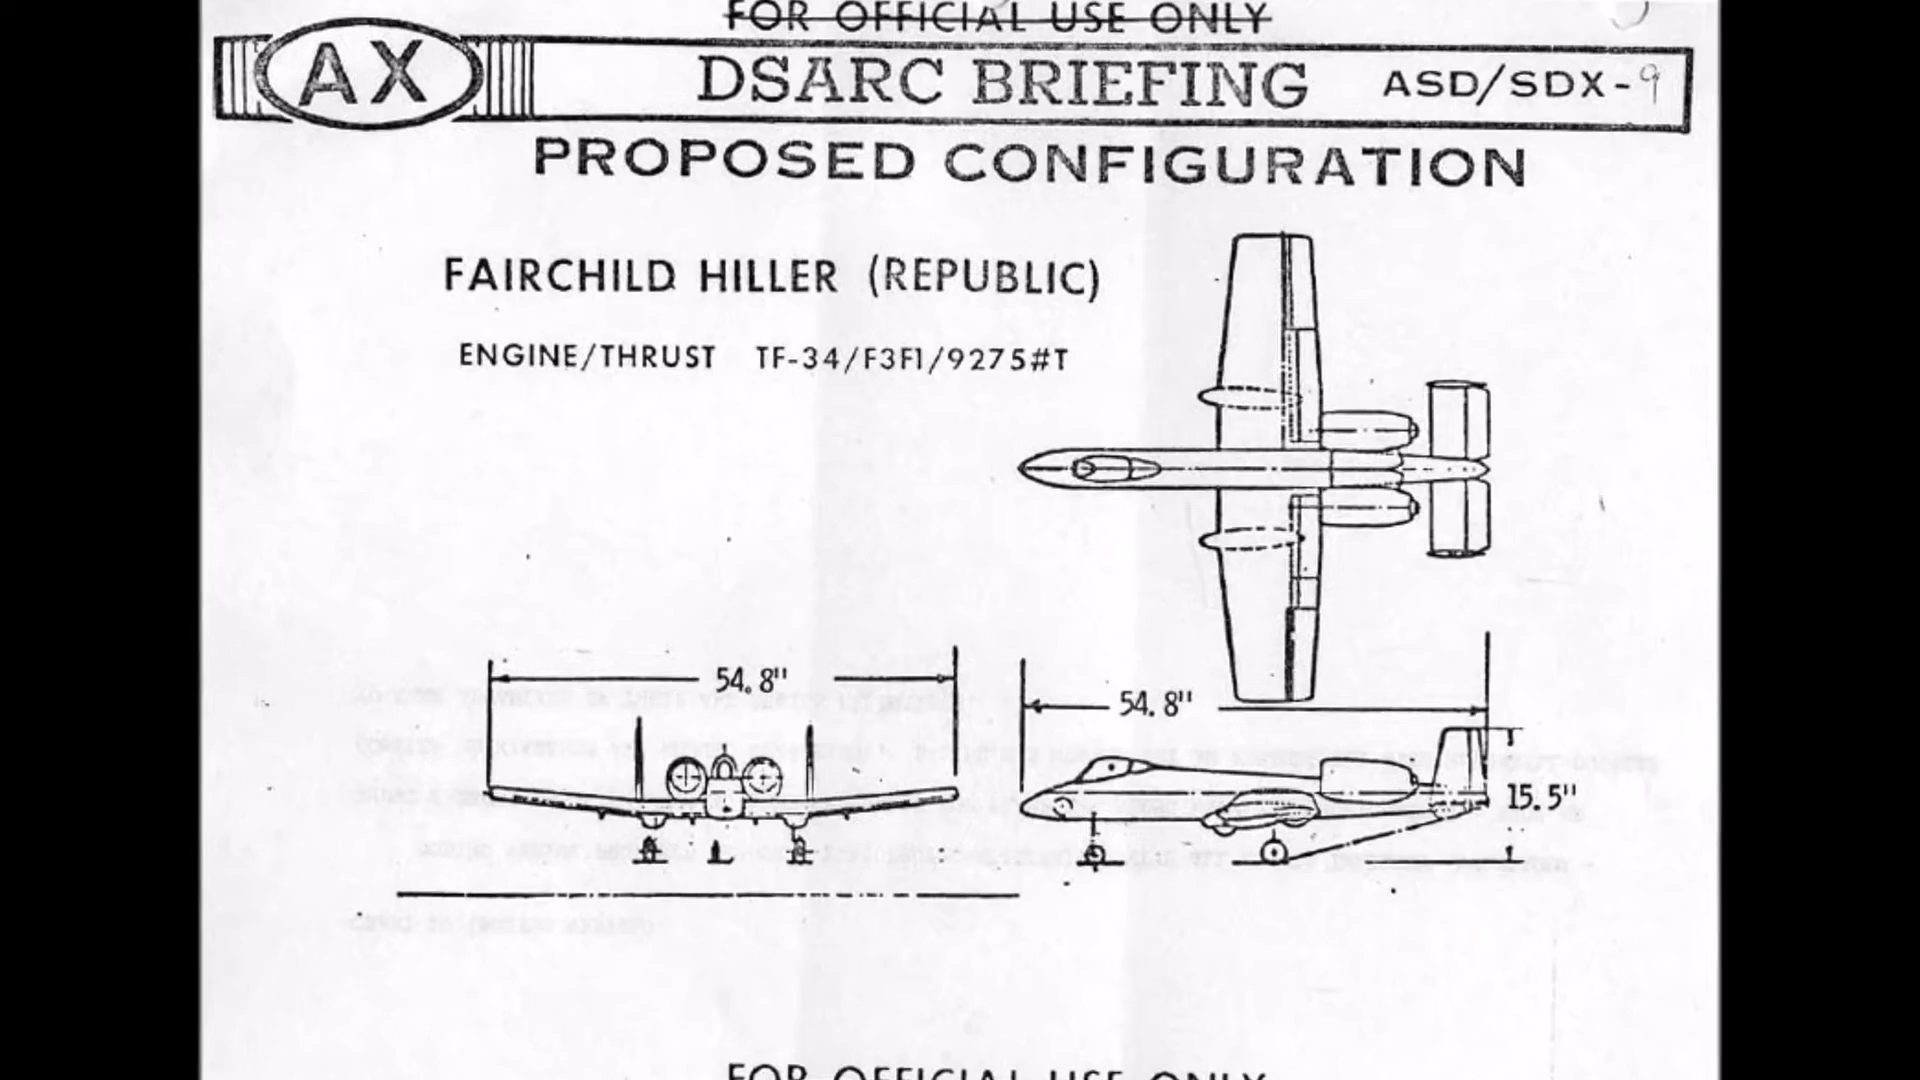 FOR OFFICIAL USE ONLY
AX
DSARC BRIEFING ASD/SDX-9
PROPOSED CONFIGURATION
FAIRCHILD HILLER (REPUBLIC)
ENGINE/THRUST TF-34/F3F1/9275#T
54.8"
54.8"
15.5"
FOR OFFICIAL USE ONLY